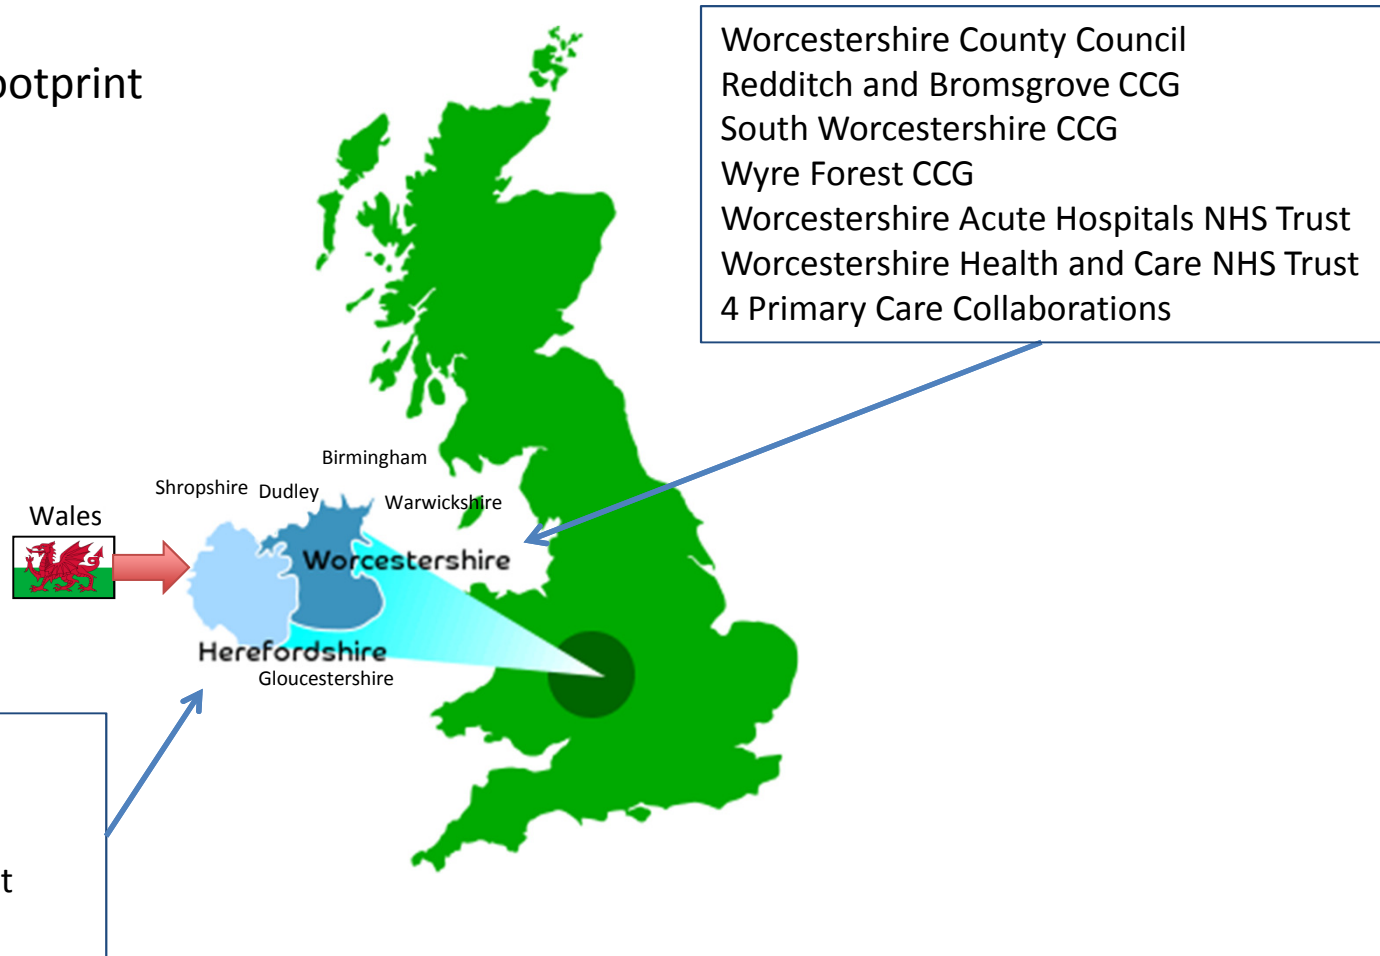 ootprint
Worcestershire County Council
Redditch and Bromsgrove CCG
South Worcestershire CCG
Wyre Forest CCG
Worcestershire Acute Hospitals NHS Trust
Worcestershire Health and Care NHS Trust
4 Primary Care Collaborations
Birmingham
Shropshire Dudley
Warwickshire
Wales
Worcestershire
Herefordshire
Gloucestershire
t